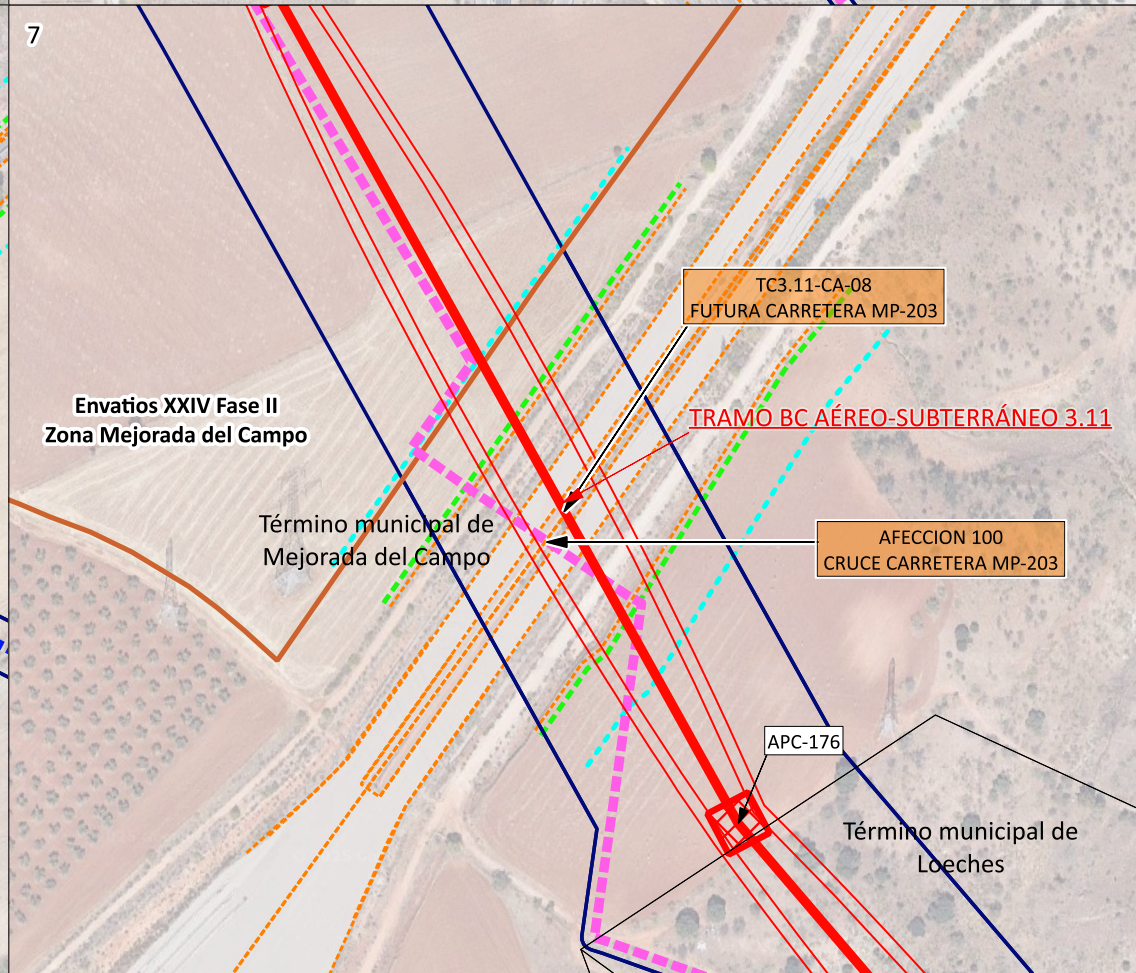 7
TC3.11-CA-08
FUTURA CARRETERA MP-203
Envatios XXIV Fase II
Zona Mejorada del Campo
TRAMO BC AÉREO-SUBTERRÁNEO 3.11
Término municipal de
Mejorada del Campo
AFECCION 100
CRUCE CARRETERA MP-203
APC-176
Término municipal de
Loeches